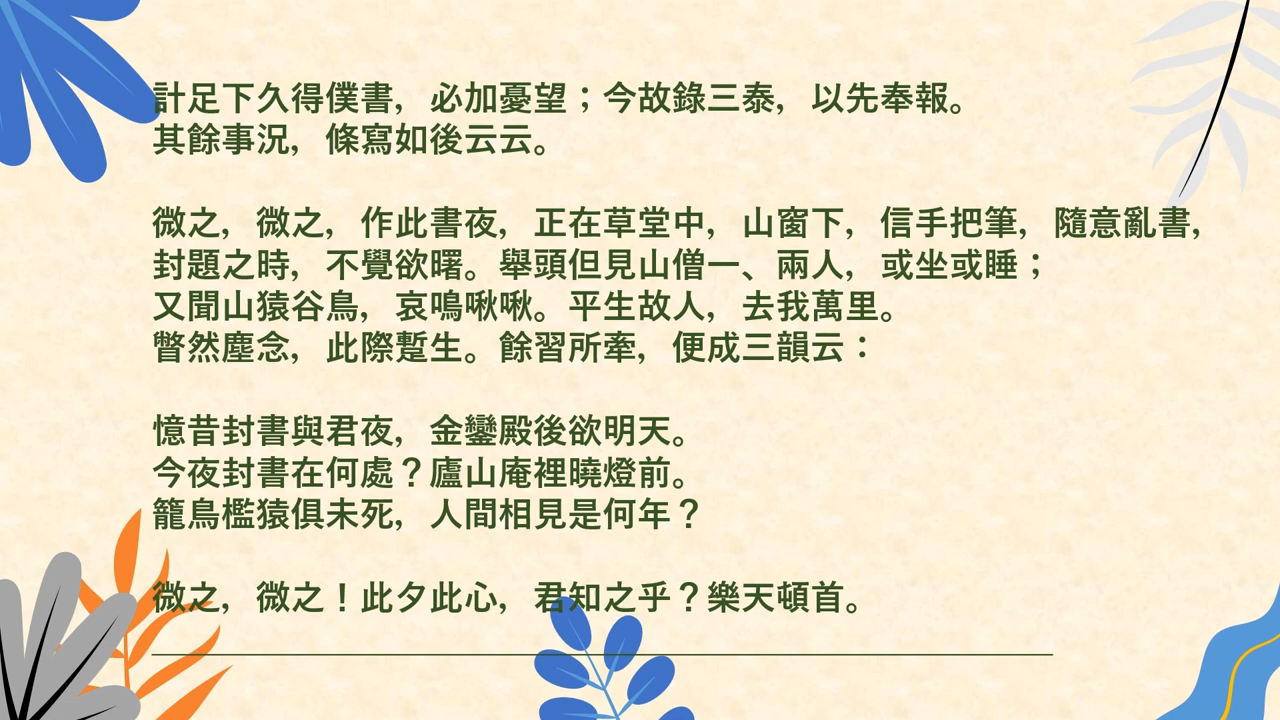 計足下久得僕書，必加憂望；今故錄三泰，以先奉報。
其餘事況，條寫如後云云。
微之，微之，作此書夜，正在草堂中，山窗下，信手把筆，隨意亂書，
封題之時，不覺欲曙。舉頭但見山僧一、兩人，或坐或睡；
又聞山猿谷鳥，哀鳴啾啾。平生故人，去我萬里。
瞥然塵念，此際蹔生。餘習所牽，便成三韻云：
憶昔封書與君夜，金鑾殿後欲明天。
今夜封書在何處？廬山庵裡曉燈前。
籠鳥檻猿俱未死，人間相見是何年？
微之，微之！此夕此心，君知之乎？樂天頓首。